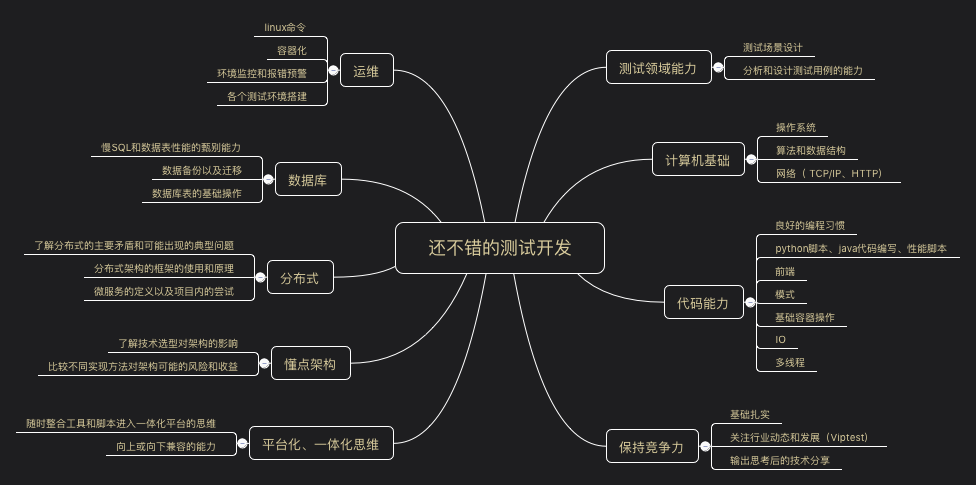 还不错的测试开发
测试领域能力
测试场景设计
分析和设计测试用例的能力
计算机基础
操作系统
算法和数据结构
网络（ TCP/IP、HTTP）
代码能力
良好的编程习惯
python脚本、java代码编写、性能脚本
前端
模式
基础容器操作
IO
多线程
保持竞争力
基础扎实
关注行业动态和发展（Viptest）
输出思考后的技术分享
运维
linux命令
容器化
环境监控和报错预警
各个测试环境搭建
数据库
慢SQL和数据表性能的甄别能力
数据备份以及迁移
数据库表的基础操作
分布式
了解分布式的主要矛盾和可能出现的典型问题
分布式架构的框架的使用和原理
微服务的定义以及项目内的尝试
懂点架构
了解技术选型对架构的影响
比较不同实现方法对架构可能的风险和收益
平台化、一体化思维
随时整合工具和脚本进入一体化平台的思维
向上或向下兼容的能力